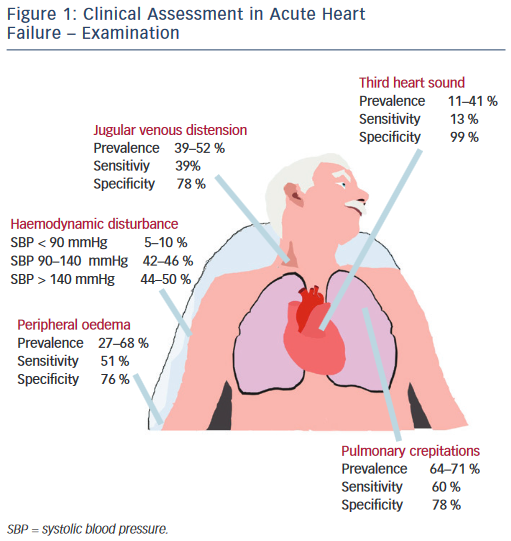 Figure 1: Clinical Assessment in Acute Heart
Failure – Examination
Third heart sound
Prevalence 11–41 %
Sensitivity 13 %
Specificity 99 %
Jugular venous distension
Prevalence 39–52 %
Sensitiviy 39%
Specificity 78 %
Haemodynamic disturbance
SBP < 90 mmHg 5–10 %
SBP 90–140 mmHg 42–46 %
SBP > 140 mmHg 44–50 %
Peripheral oedema
Prevalence 27–68 %
Sensitivity 51 %
Specificity 76 %
Pulmonary crepitations
Prevalence 64–71 %
Sensitivity 60 %
Specificity 78 %
SBP = systolic blood pressure.